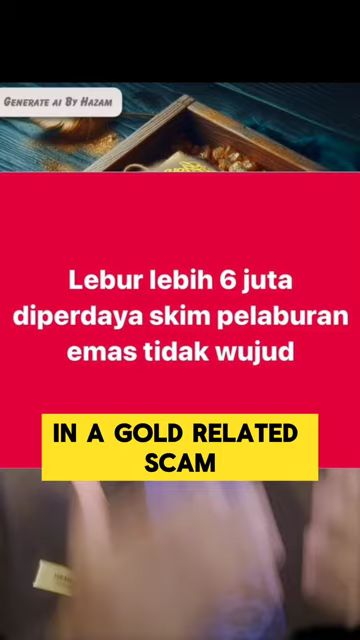 GENERATE AI BY HAZAM
Lebur lebih 6 juta
diperdaya skim pelaburan
emas tidak wujud
IN A GOLD RELATED
SCAM